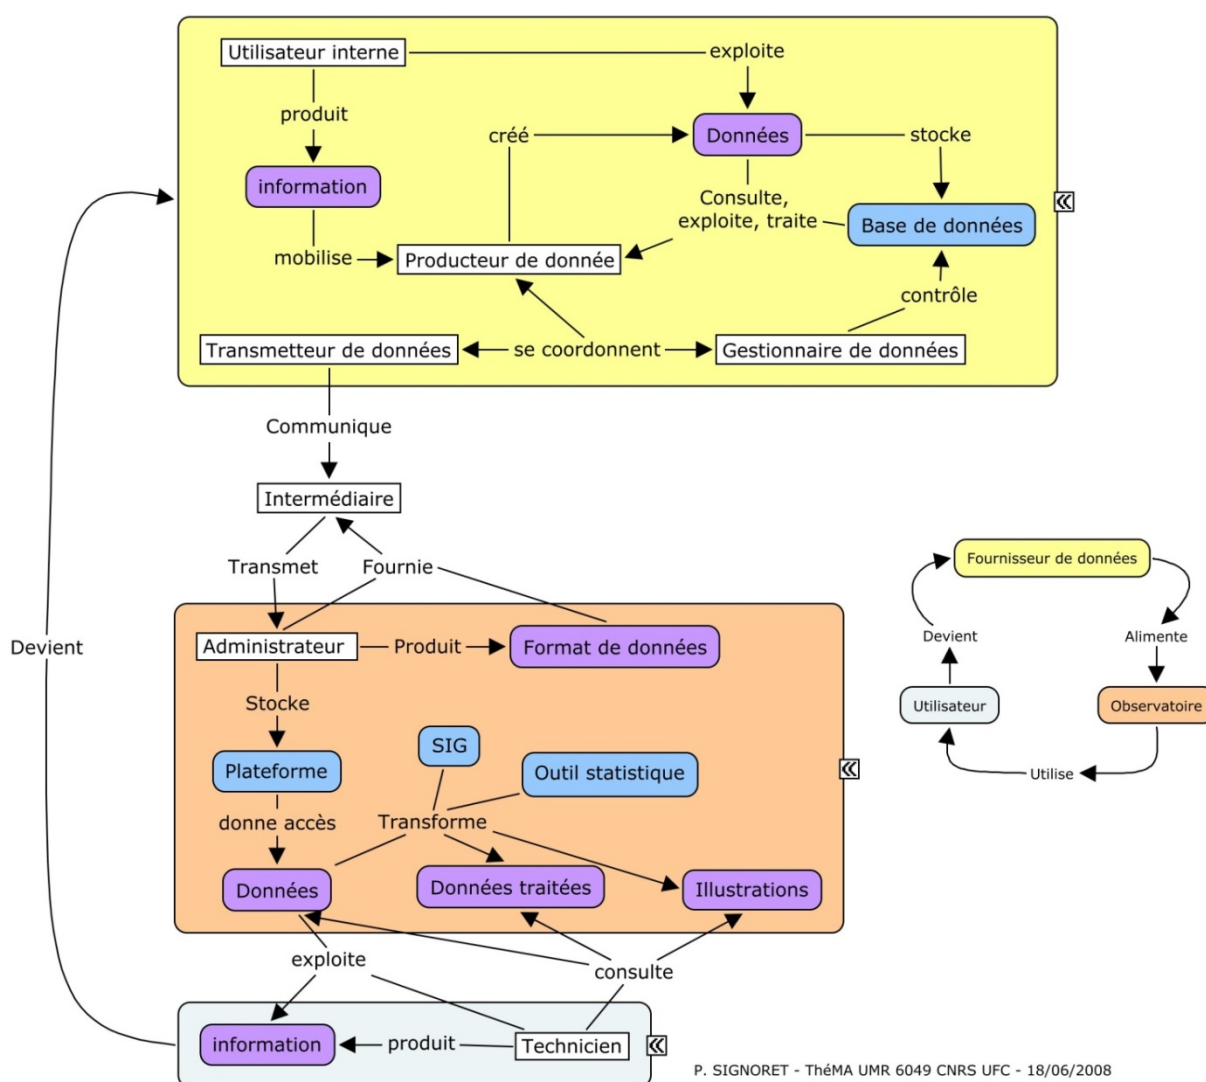 Utilisateur interne
exploite
produit
créé
Données
stocke
information
Consulte,
exploite, traite
Base de données
mobilise
Producteur de donnée
contrôle
Transmetteur de données
se coordonnent
Gestionnaire de données
Communique
Intermédiaire
Transmet
Fournie
Devient
Administrateur
Produit
Format de données
Stocke
SIG
Plateforme
Outil statistique
donne accès
Transforme
Données
Données traitées
Illustrations
exploite
consulte
information
produit
Technicien
Fournisseur de données
Devient
Alimente
Utilisateur
Observatoire
Utilise
P. SIGNORET - ThéMA UMR 6049 CNRS UFC - 18/06/2008